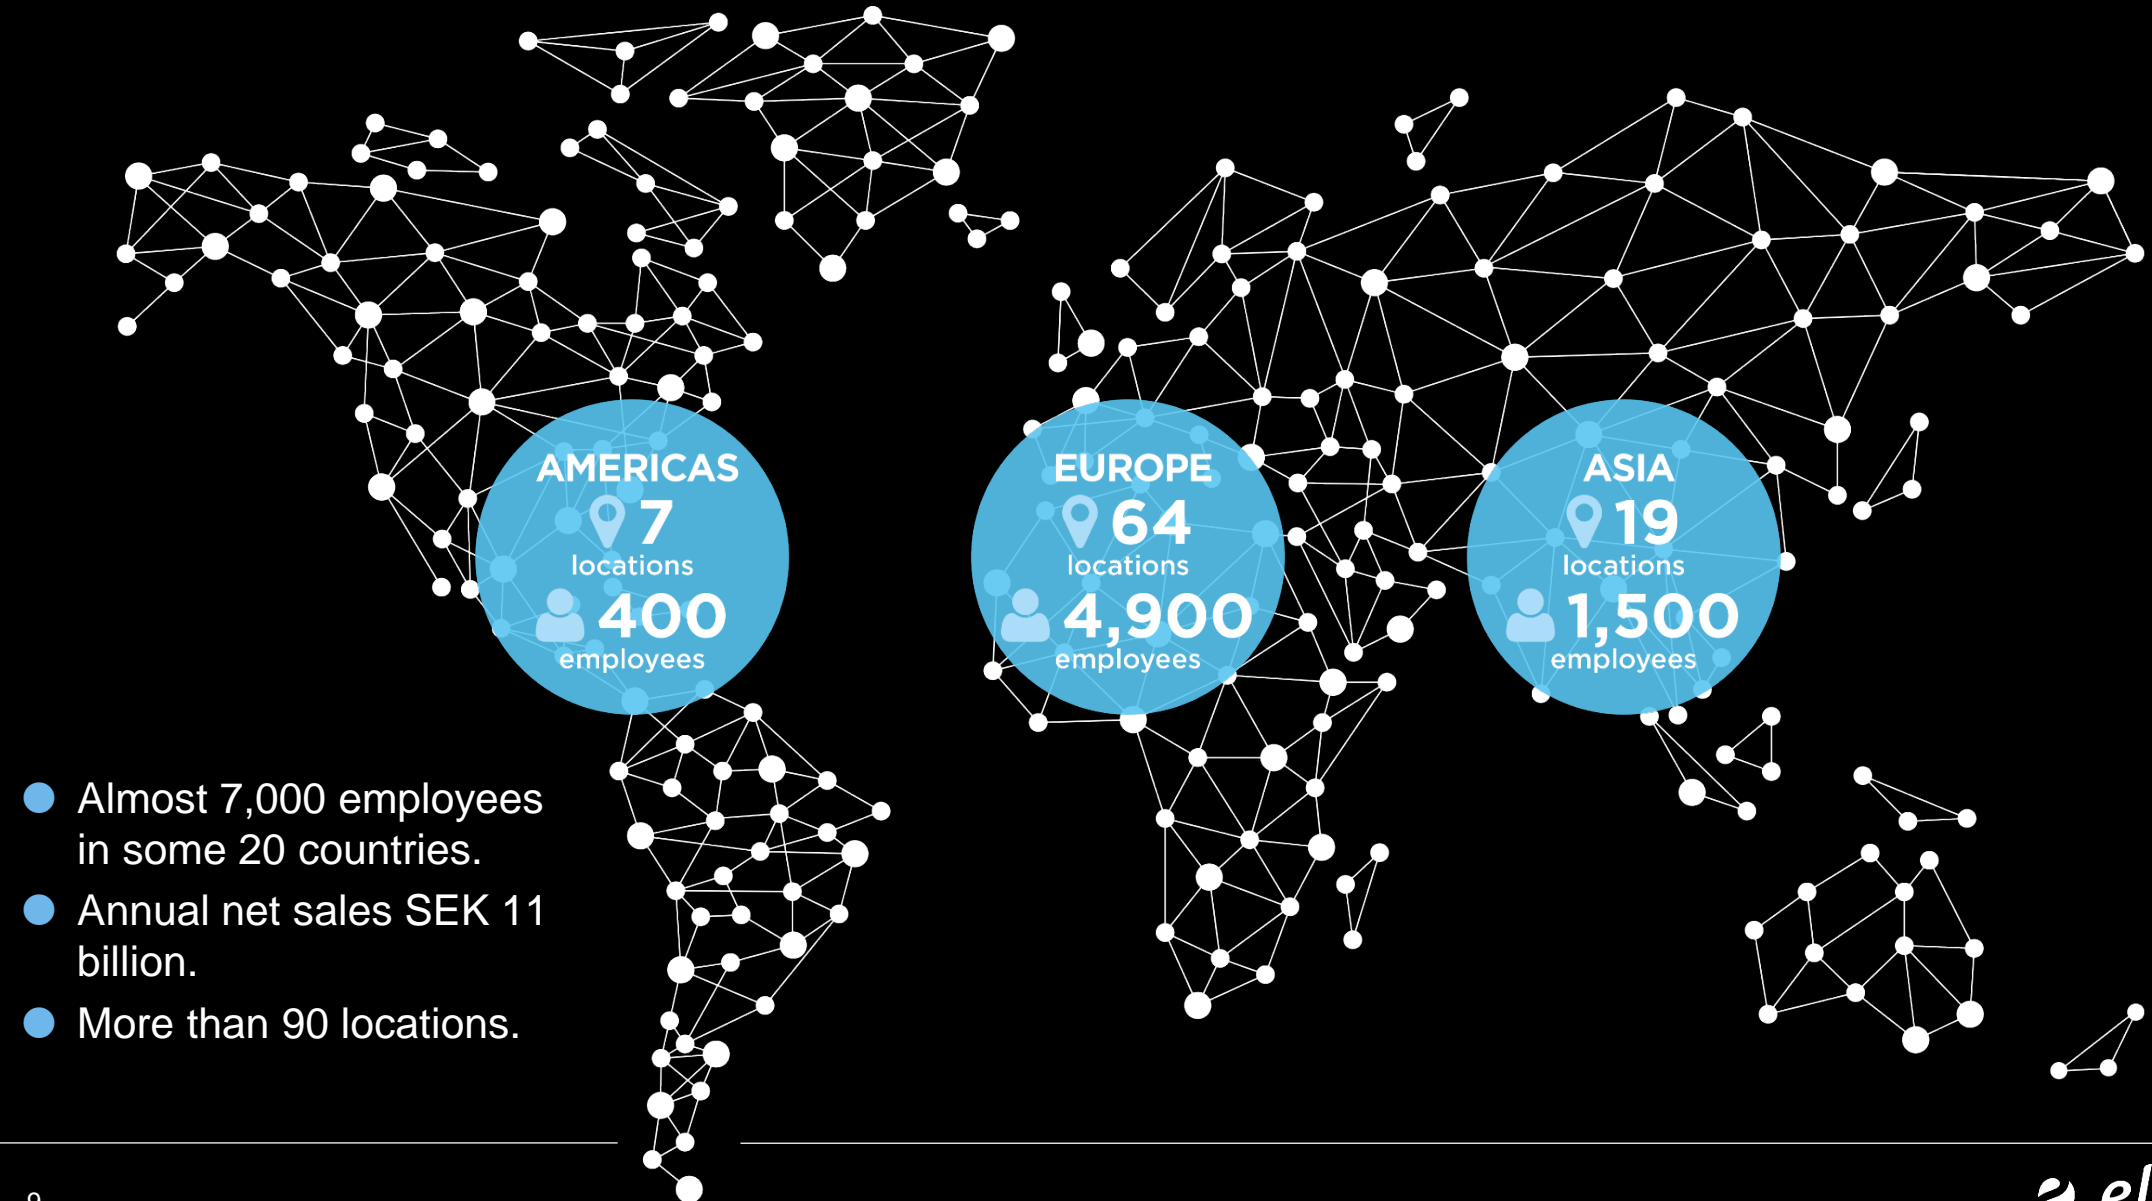 AMERICAS
7
locations
400
employees
EUROPE
64
locations
4,900
employees
ASIA
19
locations
1,500
employees
Almost 7,000 employees
in some 20 countries.
Annual net sales SEK 11
billion.
More than 90 locations.